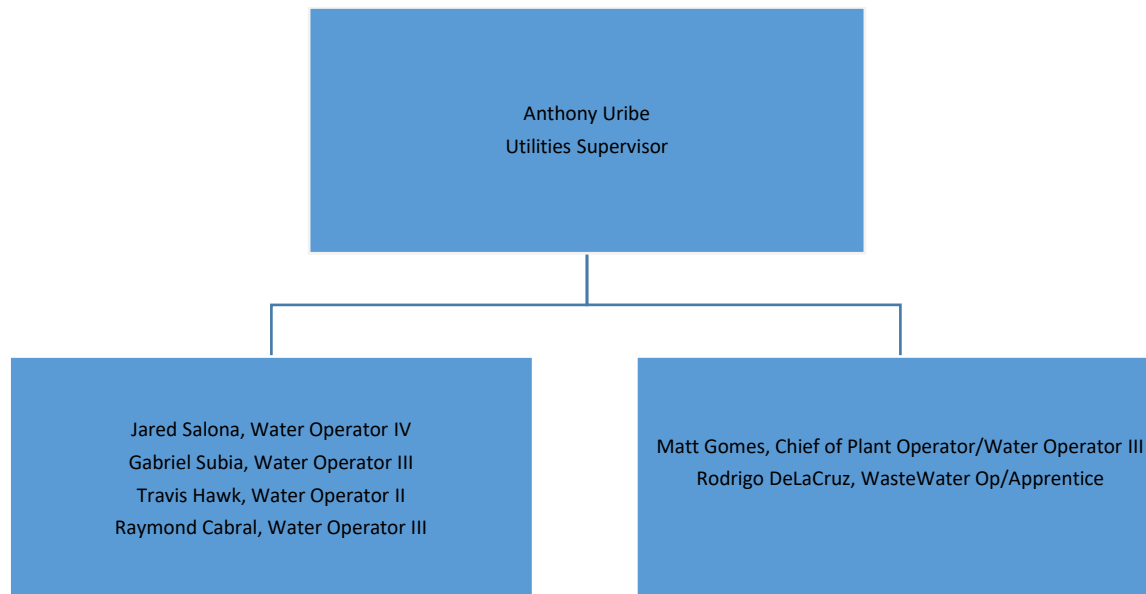 Anthony Uribe
Utilities Supervisor
Jared Salona, Water Operator IV
Gabriel Subia, Water Operator III
Travis Hawk, Water Operator II
Raymond Cabral, Water Operator III
Matt Gomes, Chief of Plant Operator/Water Operator III
Rodrigo DeLaCruz, WasteWater Op/Apprentice